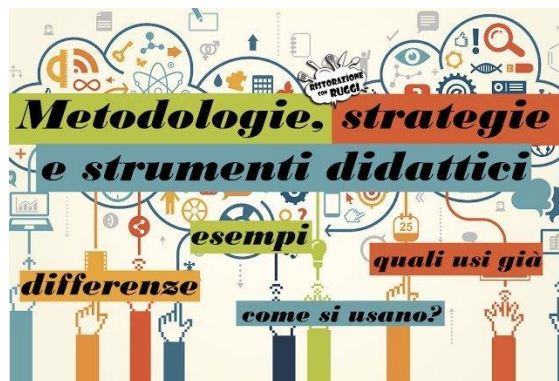 RISTORAZIONE
CON RUGGI
Metodologie, strategie
e strumenti didattici
esempi
25
quali usi già
differenze
come si usano?